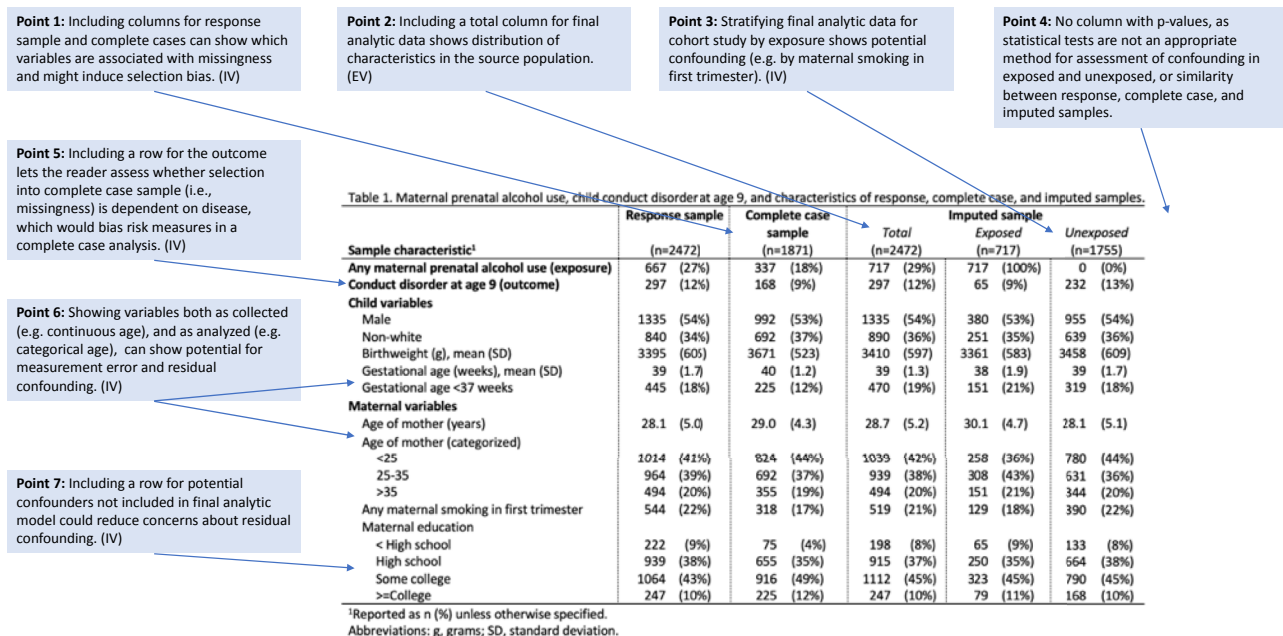 Point 1: Including columns for response
sample and complete cases can show which
variables are associated with missingness
and might induce selection bias. (IV)
Point 2: Including a total column for final
analytic data shows distribution of
characteristics in the source population.
(EV)
Point 3: Stratifying final analytic data for
cohort study by exposure shows potential
confounding (e.g. by maternal smoking in
first trimester). (IV)
Point 4: No column with p-values, as
statistical tests are not an appropriate
method for assessment of confounding in
exposed and unexposed, or similarity
between response, complete case, and
imputed samples.
Point 5: Including a row for the outcome
lets the reader assess whether selection
into complete case sample (i.e.,
missingness) is dependent on disease,
which would bias risk measures in a
complete case analysis. (IV)
Point 6: Showing variables both as collected
(e.g. continuous age), and as analyzed (e.g.
categorical age), can show potential for
measurement error and residual
confounding. (IV)
Point 7: Including a row for potential
confounders not included in final analytic
model could reduce concerns about residual
confounding. (IV)
Table 1. Maternal prenatal alcohol use, child conduct disorder at age 9, and characteristics of response, complete case, and imputed samples.
Response sample Complete case Imputed sample
sample Total Exposed Unexposed
Sample characteristic¹ (n=2472) (n=1871) (n=2472) (n=717) (n=1755)
Any maternal prenatal alcohol use (exposure) 667 (27%) 337 (18%) 717 (29%) 717 (100%) 0 (0%)
Conduct disorder at age 9 (outcome) 297 (12%) 168 (9%) 297 (12%) 65 (9%) 232 (13%)
Child variables
Male 1335 (54%) 992 (53%) 1335 (54%) 380 (53%) 955 (54%)
Non-white 840 (34%) 692 (37%) 890 (36%) 251 (35%) 639 (36%)
Birthweight (g), mean (SD) 3395 (605) 3671 (523) 3410 (597) 3361 (583) 3458 (609)
Gestational age (weeks), mean (SD) 39 (1.7) 40 (1.2) 39 (1.3) 38 (1.9) 39 (1.7)
Gestational age <37 weeks 445 (18%) 225 (12%) 470 (19%) 151 (21%) 319 (18%)
Maternal variables
Age of mother (years) 28.1 (5.0) 29.0 (4.3) 28.7 (5.2) 30.1 (4.7) 28.1 (5.1)
Age of mother (categorized)
<25 1014 (41%) 824 (44%) 1039 (42%) 258 (36%) 780 (44%)
25-35 964 (39%) 692 (37%) 939 (38%) 308 (43%) 631 (36%)
>35 494 (20%) 355 (19%) 494 (20%) 151 (21%) 344 (20%)
Any maternal smoking in first trimester 544 (22%) 318 (17%) 519 (21%) 129 (18%) 390 (22%)
Maternal education
< High school 222 (9%) 75 (4%) 198 (8%) 65 (9%) 133 (8%)
High school 939 (38%) 655 (35%) 915 (37%) 250 (35%) 664 (38%)
Some college 1064 (43%) 916 (49%) 1112 (45%) 323 (45%) 790 (45%)
>=College 247 (10%) 225 (12%) 247 (10%) 79 (11%) 168 (10%)
¹Reported as n (%) unless otherwise specified.
Abbreviations: g, grams; SD, standard deviation.